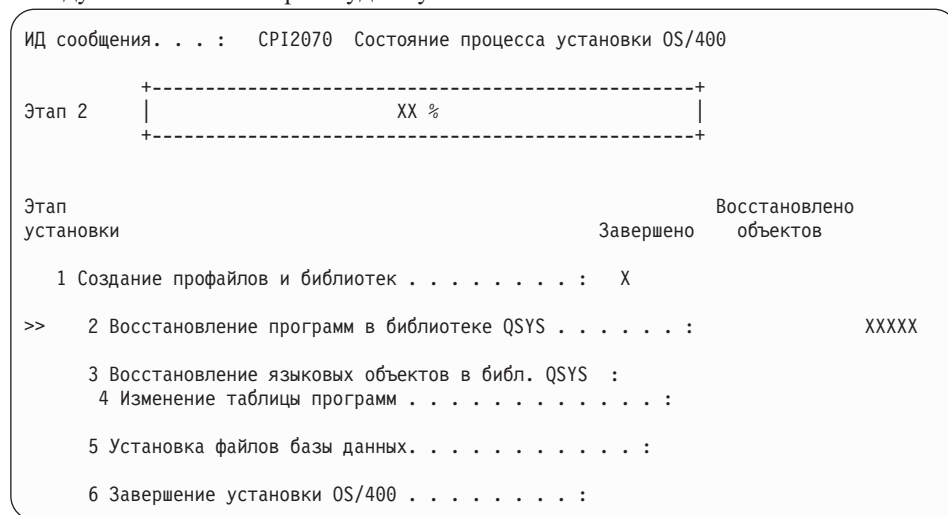 ИД сообщения. . . :   CPI2070  Состояние процесса установки OS/400
+----------------------------------------------------+
Этап 2     |                        XX %                        |
+----------------------------------------------------+
Этап                                                              Восстановлено
установки                                             Завершено    объектов
1 Создание профайлов и библиотек . . . . . . . . :   X
>>    2 Восстановление программ в библиотеке QSYS . . . . . . :                XXXXX
3 Восстановление языковых объектов в библ. QSYS  :
4 Изменение таблицы программ . . . . . . . . . . . . :
5 Установка файлов базы данных. . . . . . . . . . . :
6 Завершение установки OS/400 . . . . . . . . :